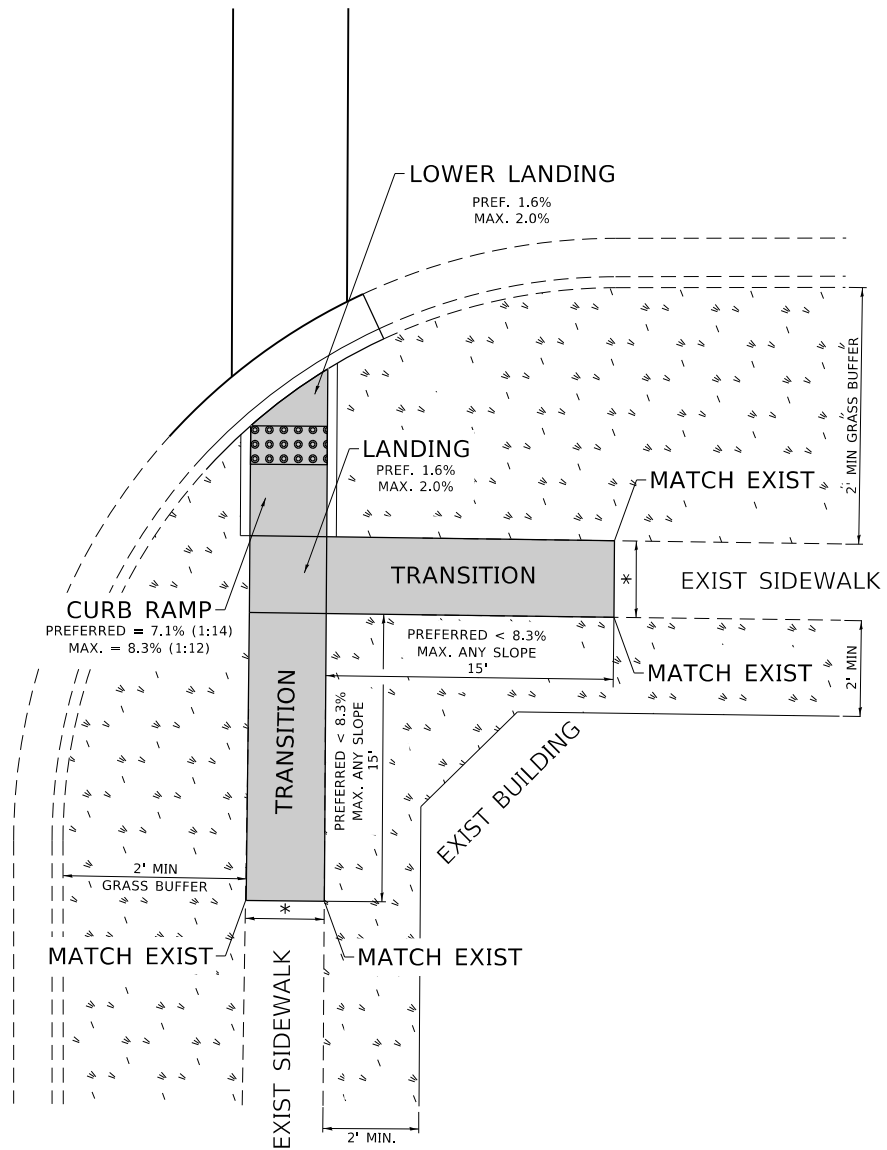 LOWER LANDING
PREF. 1.6%
MAX. 2.0%
2' MIN GRASS BUFFER
LANDING
PREF. 1.6%
MAX. 2.0%
MATCH EXIST
TRANSITION
*
EXIST SIDEWALK
CURB RAMP
PREFERRED = 7.1% (1:14)
MAX. = 8.3% (1:12)
PREFERRED < 8.3%
MAX. ANY SLOPE
15'
MATCH EXIST
2' MIN
TRANSITION
PREFERRED < 8.3%
MAX. ANY SLOPE
15'
EXIST BUILDING
2' MIN
GRASS BUFFER
*
MATCH EXIST
MATCH EXIST
EXIST SIDEWALK
2' MIN.